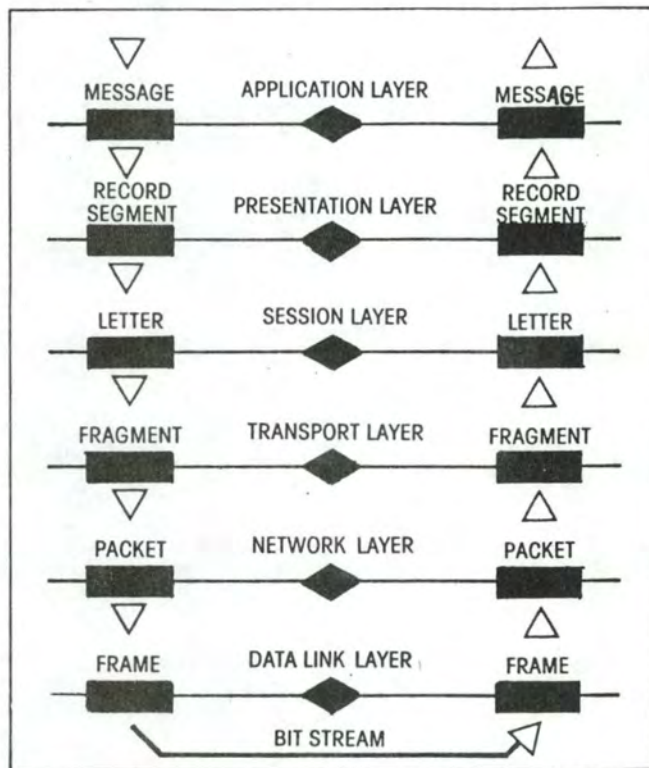 MESSAGE APPLICATION LAYER MESSAGE
RECORD SEGMENT PRESENTATION LAYER RECORD SEGMENT
LETTER SESSION LAYER LETTER
FRAGMENT TRANSPORT LAYER FRAGMENT
PACKET NETWORK LAYER PACKET
FRAME DATA LINK LAYER FRAME
BIT STREAM